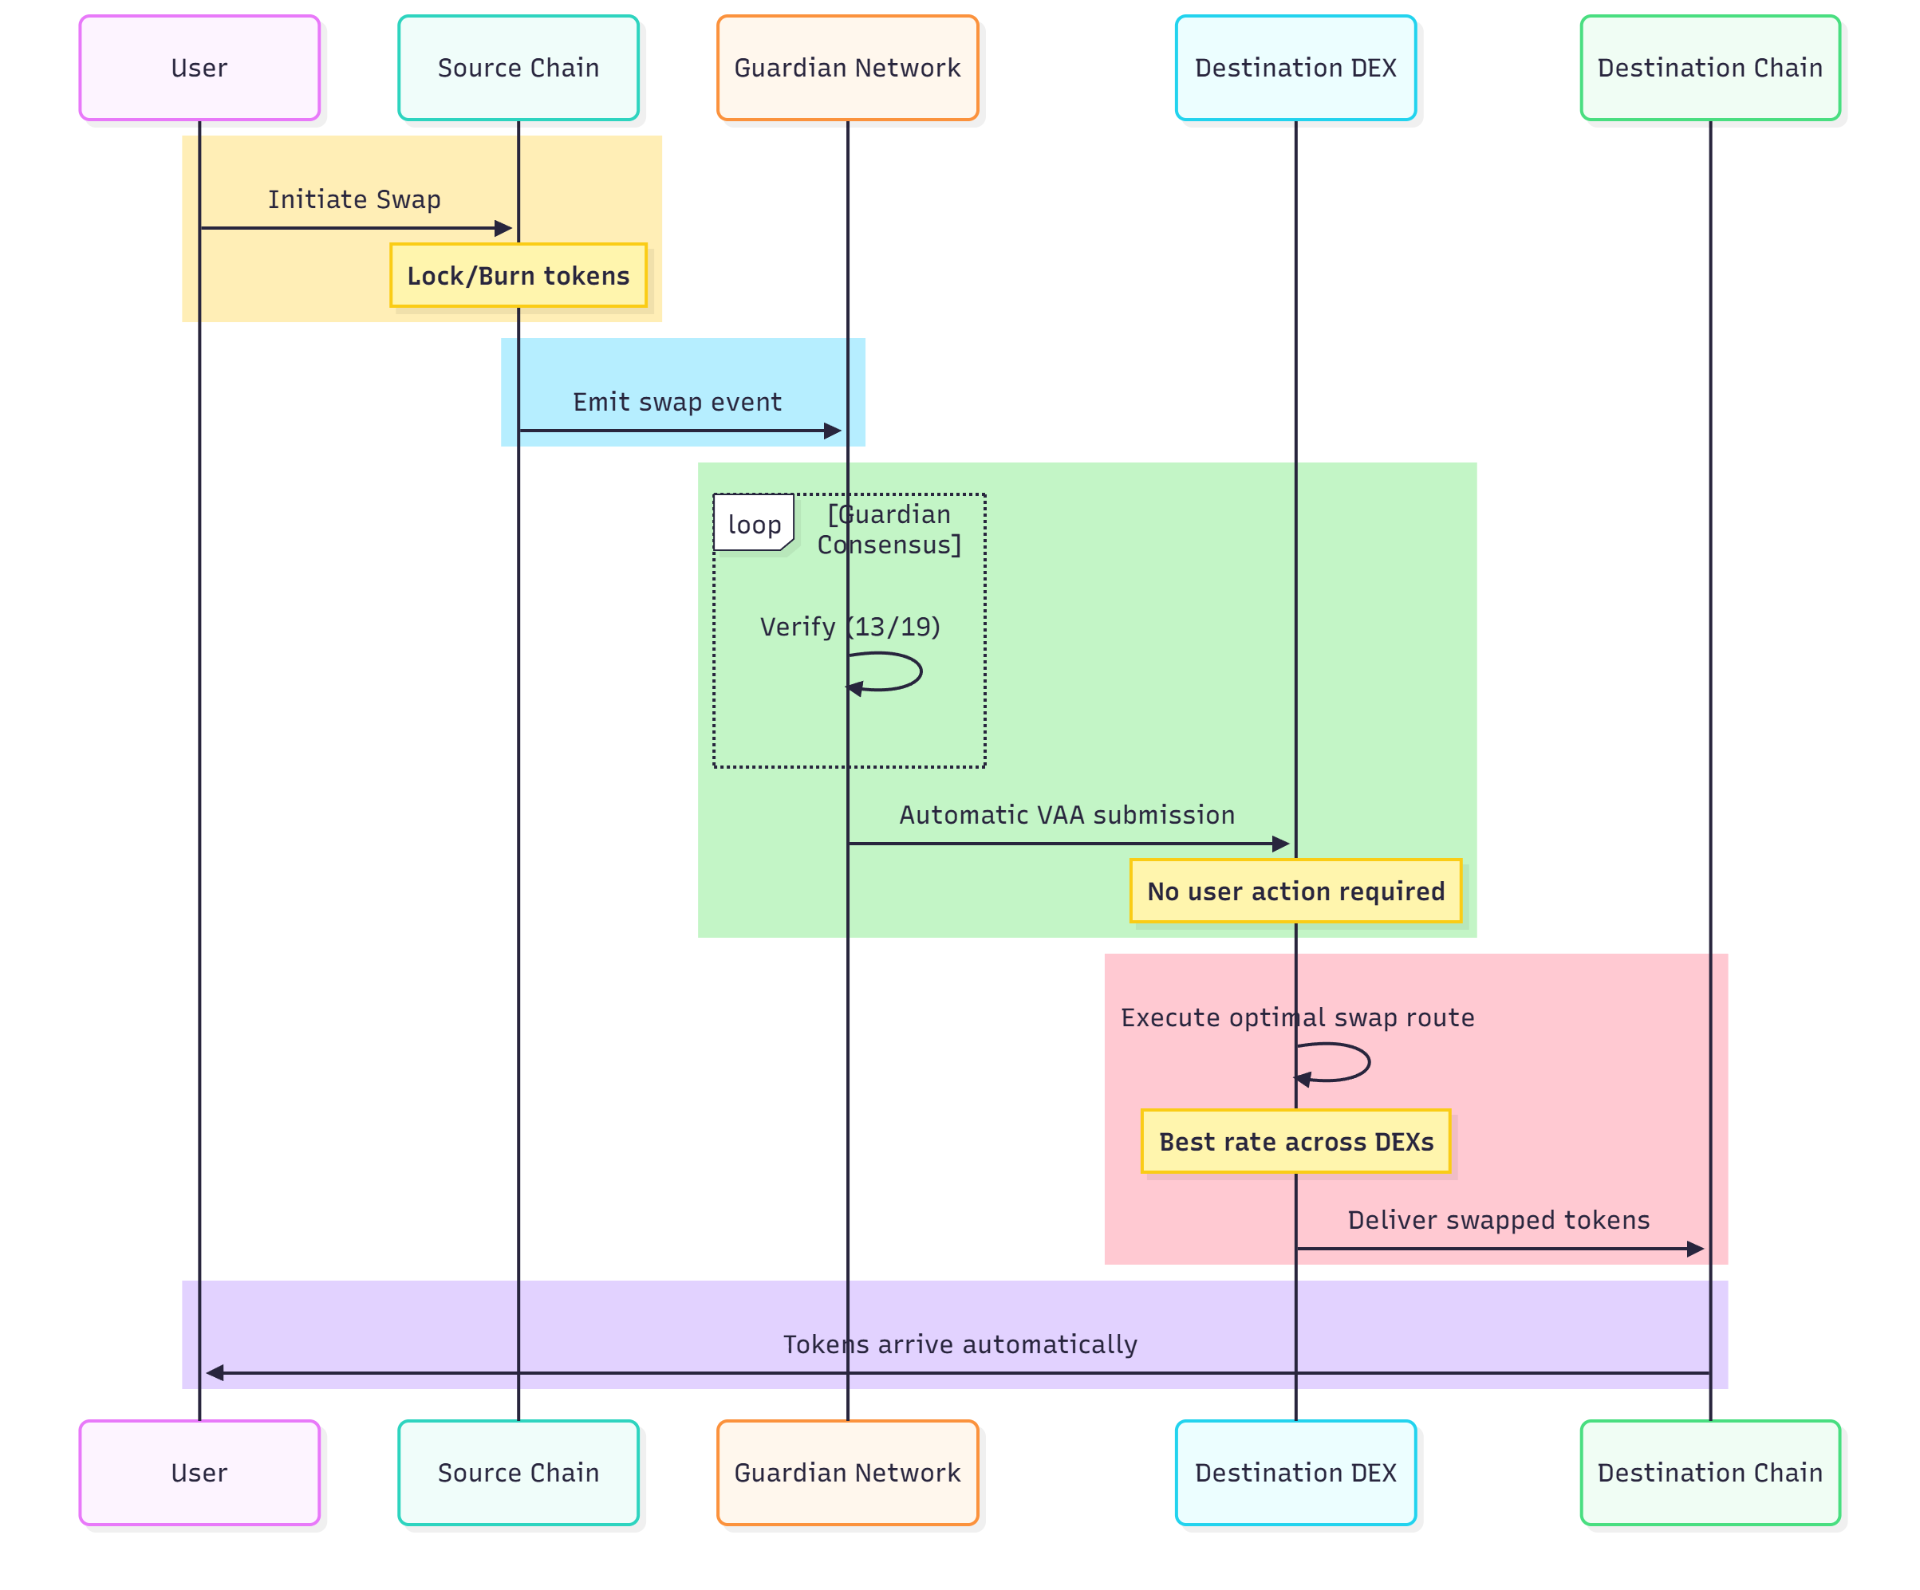 User
Source Chain
Guardian Network
Destination DEX
Destination Chain
Initiate Swap
Lock/Burn tokens
Emit swap event
loop
[Guardian
Consensus]
Verify (13/19)
Automatic VAA submission
No user action required
Execute optimal swap route
Best rate across DEXs
Deliver swapped tokens
Tokens arrive automatically
User
Source Chain
Guardian Network
Destination DEX
Destination Chain